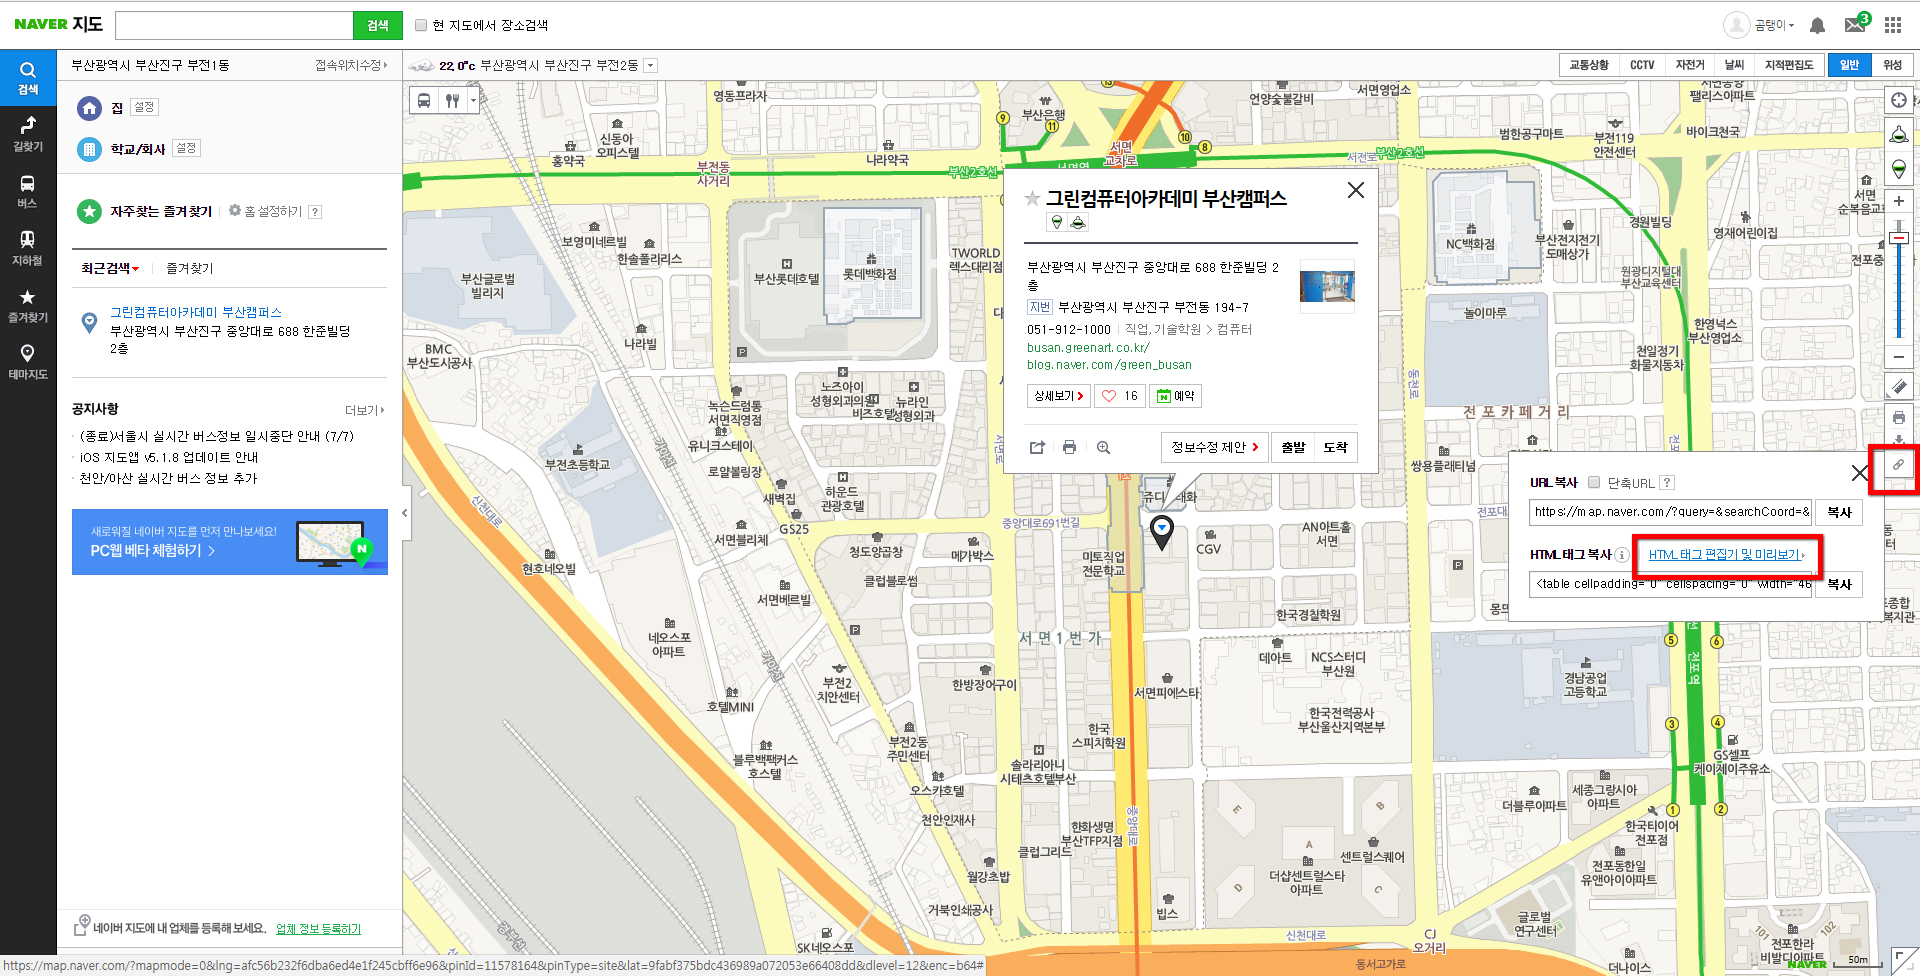 NAVER 지도
검색
현 지도에서 장소검색
곰탱이
3
검색
길찾기
버스
지하철
즐겨찾기
테마지도
부산광역시 부산진구 부전1동
접속위치수정
집 설정
학교/회사 설정
자주찾는 즐겨찾기
홈 설정하기 ?
최근검색
즐겨찾기
그린컴퓨터아카데미 부산캠퍼스
부산광역시 부산진구 중앙대로 688 한준빌딩
2층
공지사항
더보기
(종료)서울시 실시간 버스정보 일시중단 안내 (7/7)
iOS 지도앱 v5.1.8 업데이트 안내
천안/아산 실시간 버스 정보 추가
새로워질 네이버 지도를 먼저 만나보세요!
PC웹 베타 체험하기 >
네이버 지도에 내 업체를 등록해 보세요.
업체 정보 등록하기
https://map.naver.com/?mapmode=0&lng=afc56b232f6dba6ed4e1f245cbff6e96&pinId=11578164&pinType=site&lat=9fabf375bdc436989a072053e66408dd&dlevel=12&enc=b64#
22.0℃ 부산광역시 부산진구 부전2동
교통상황
CCTV
자전거
날씨
지적편집도
일반
위성
그린컴퓨터아카데미 부산캠퍼스
부산광역시 부산진구 중앙대로 688 한준빌딩 2
층
지번 부산광역시 부산진구 부전동 194-7
051-912-1000
직업,기술학원 > 컴퓨터
busan.greenart.co.kr/
blog.naver.com/green_busan
상세보기
16
예약
정보수정 제안
출발
도착
URL 복사
단축URL ?
https://map.naver.com/?query=&searchCoord=&
복사
HTML 태그 복사
HTML 태그 편집기 및 미리보기
<table cellpadding="0" cellspacing="0" width="46
복사
영동프라자
신동아
오피스텔
홍약국
나라약국
부전동
사거리
부산2호선
부산은행
9
11
10
8
서면
교차로
서면역
언양숯불갈비
서면영업소
서전로
부산2호선
팰리스아파트
범한공구마트
부전119
안전센터
바이크천국
서면
순복음교회
경원빌딩
영재어린이집
부산전지전기
도매상가
NC백화점
원광디지털대
부산교육센터
놀이마루
한영넉스
부산영업소
천일정기
화물자동차
전포카페거리
쌍용플래티넘
동천로
보영미네르빌
한솔폴리리스
부산글로벌
빌리지
부산롯데호텔
롯데백화점
TWORLD
렉스대리점
나라빌
BMC
부산도시공사
노즈아이
성형외과의원
비즈호텔
뉴라인
성형외과
녹슨드럼통
서면직영점
유니크스테이
로얄볼링장
부전초등학교
새벽집
GS25
하운드
관광호텔
서면블리체
청도양곱창
메가박스
클럽블로썸
중앙대로691번길
미트직업
전문학교
CGV
AN아트홀
서면
한국경찰학원
현호네오빌
서면베르빌
네오스포
아파트
서면1번가
데아트
NCS스터디
부산원
경남공업
고등학교
전포역
5
6
3
4
1
2
부전2
치안센터
한방장어구이
서면피에스타
호텔MINI
한국전력공사
부산울산지역본부
GS셀프
케이제이주유소
블루백팩커스
호스텔
부전2동
주민센터
한국
스피치학원
솔라리아니
시테츠호텔부산
오스카호텔
천안인재사
한화생명
부산TFP지점
클럽그리드
월강초밥
중앙대로
E
B
A
D
C
센트럴스퀘어
더샵센트럴스타
아파트
더블루아파트
세종그랑시아
아파트
한국타이어
전포점
전포동한일
유앤아이아파트
거북인쇄공사
빕스
신천대로
CJ
오거리
글로벌
연구센터
전포한라
비발디아파트
101
102
SK네오스포
동서고가로
더나이스
NAVER
50m
신천대로